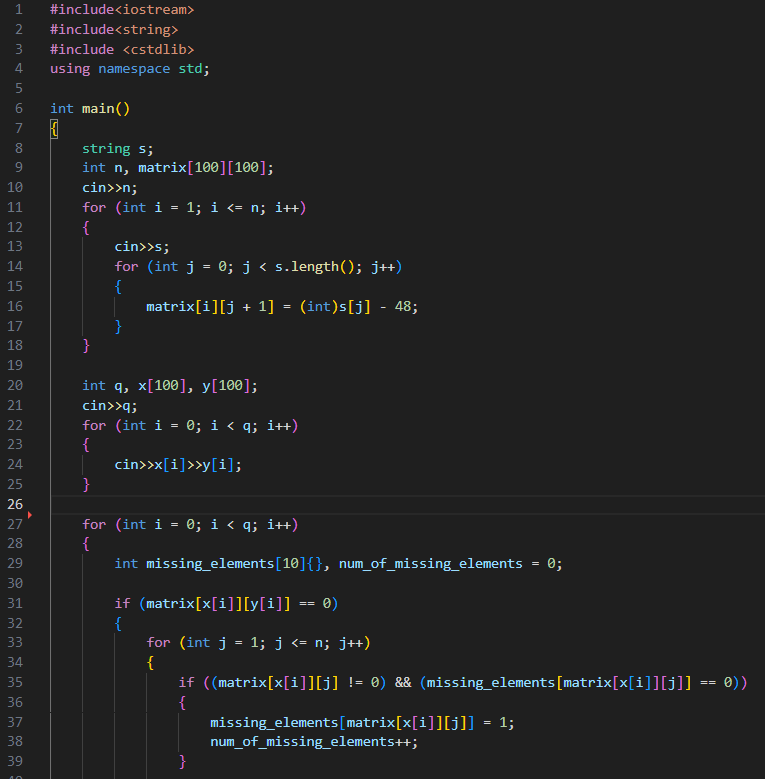 1 #include<iostream>
2 #include<string>
3 #include <cstdlib>
4 using namespace std;
5
6 int main()
7 {
8     string s;
9     int n, matrix[100][100];
10     cin>>n;
11     for (int i = 1; i <= n; i++)
12     {
13         cin>>s;
14         for (int j = 0; j < s.length(); j++)
15         {
16             matrix[i][j + 1] = (int)s[j] - 48;
17         }
18     }
19
20     int q, x[100], y[100];
21     cin>>q;
22     for (int i = 0; i < q; i++)
23     {
24         cin>>x[i]>>y[i];
25     }
26
27     for (int i = 0; i < q; i++)
28     {
29         int missing_elements[10]{}, num_of_missing_elements = 0;
30
31         if (matrix[x[i]][y[i]] == 0)
32         {
33             for (int j = 1; j <= n; j++)
34             {
35                 if ((matrix[x[i]][j] != 0) && (missing_elements[matrix[x[i]][j]] == 0))
36                 {
37                     missing_elements[matrix[x[i]][j]] = 1;
38                     num_of_missing_elements++;
39                 }